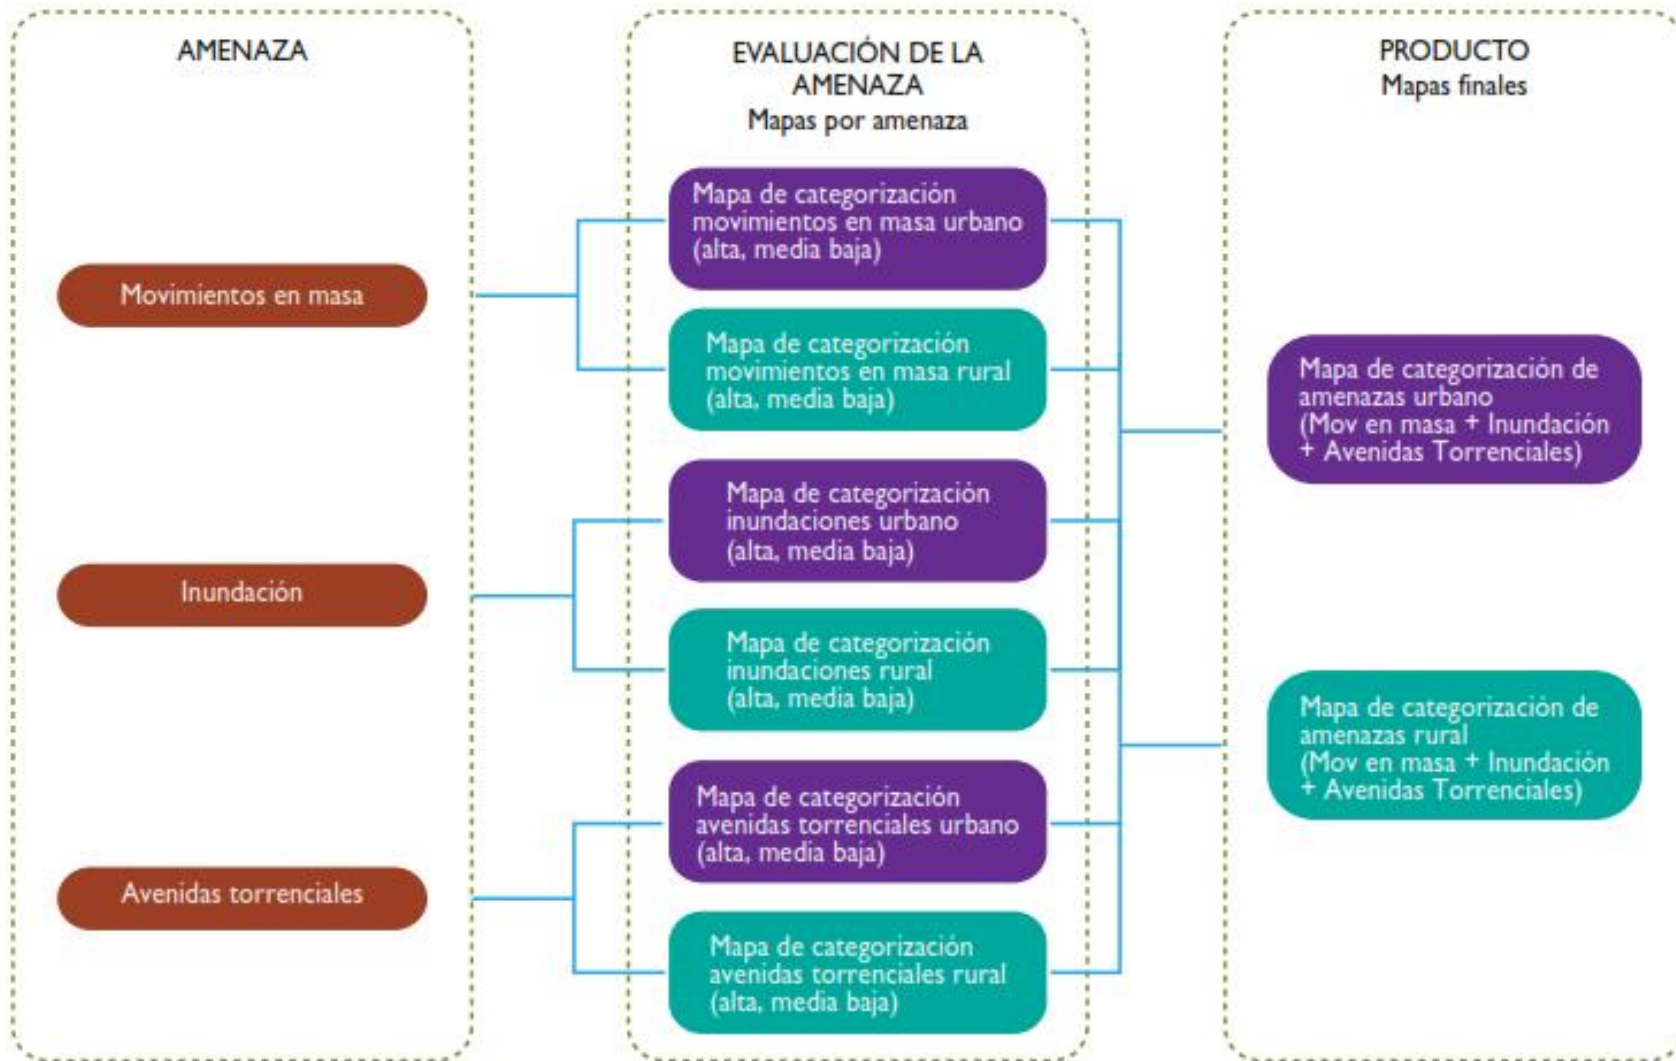 AMENAZA
Movimientos en masa
Inundación
Avenidas torrenciales
EVALUACIÓN DE LA
AMENAZA
Mapas por amenaza
Mapa de categorización
movimientos en masa urbano
(alta, media baja)
Mapa de categorización
movimientos en masa rural
(alta, media baja)
Mapa de categorización
inundaciones urbano
(alta, media baja)
Mapa de categorización
inundaciones rural
(alta, media baja)
Mapa de categorización
avenidas torrenciales urbano
(alta, media baja)
Mapa de categorización
avenidas torrenciales rural
(alta, media baja)
PRODUCTO
Mapas finales
Mapa de categorización de
amenazas urbano
(Mov en masa + Inundación
+ Avenidas Torrenciales)
Mapa de categorización de
amenazas rural
(Mov en masa + Inundación
+ Avenidas Torrenciales)